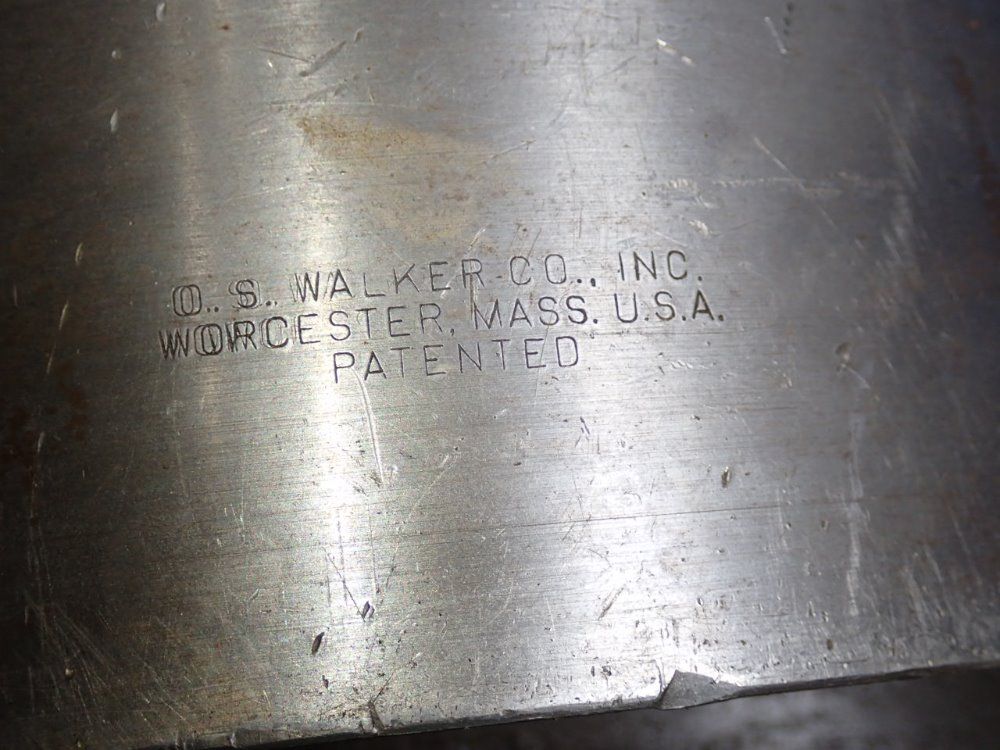 O. S. WALKER CO., INC.
WORCESTER, MASS. U.S.A.
PATENTED